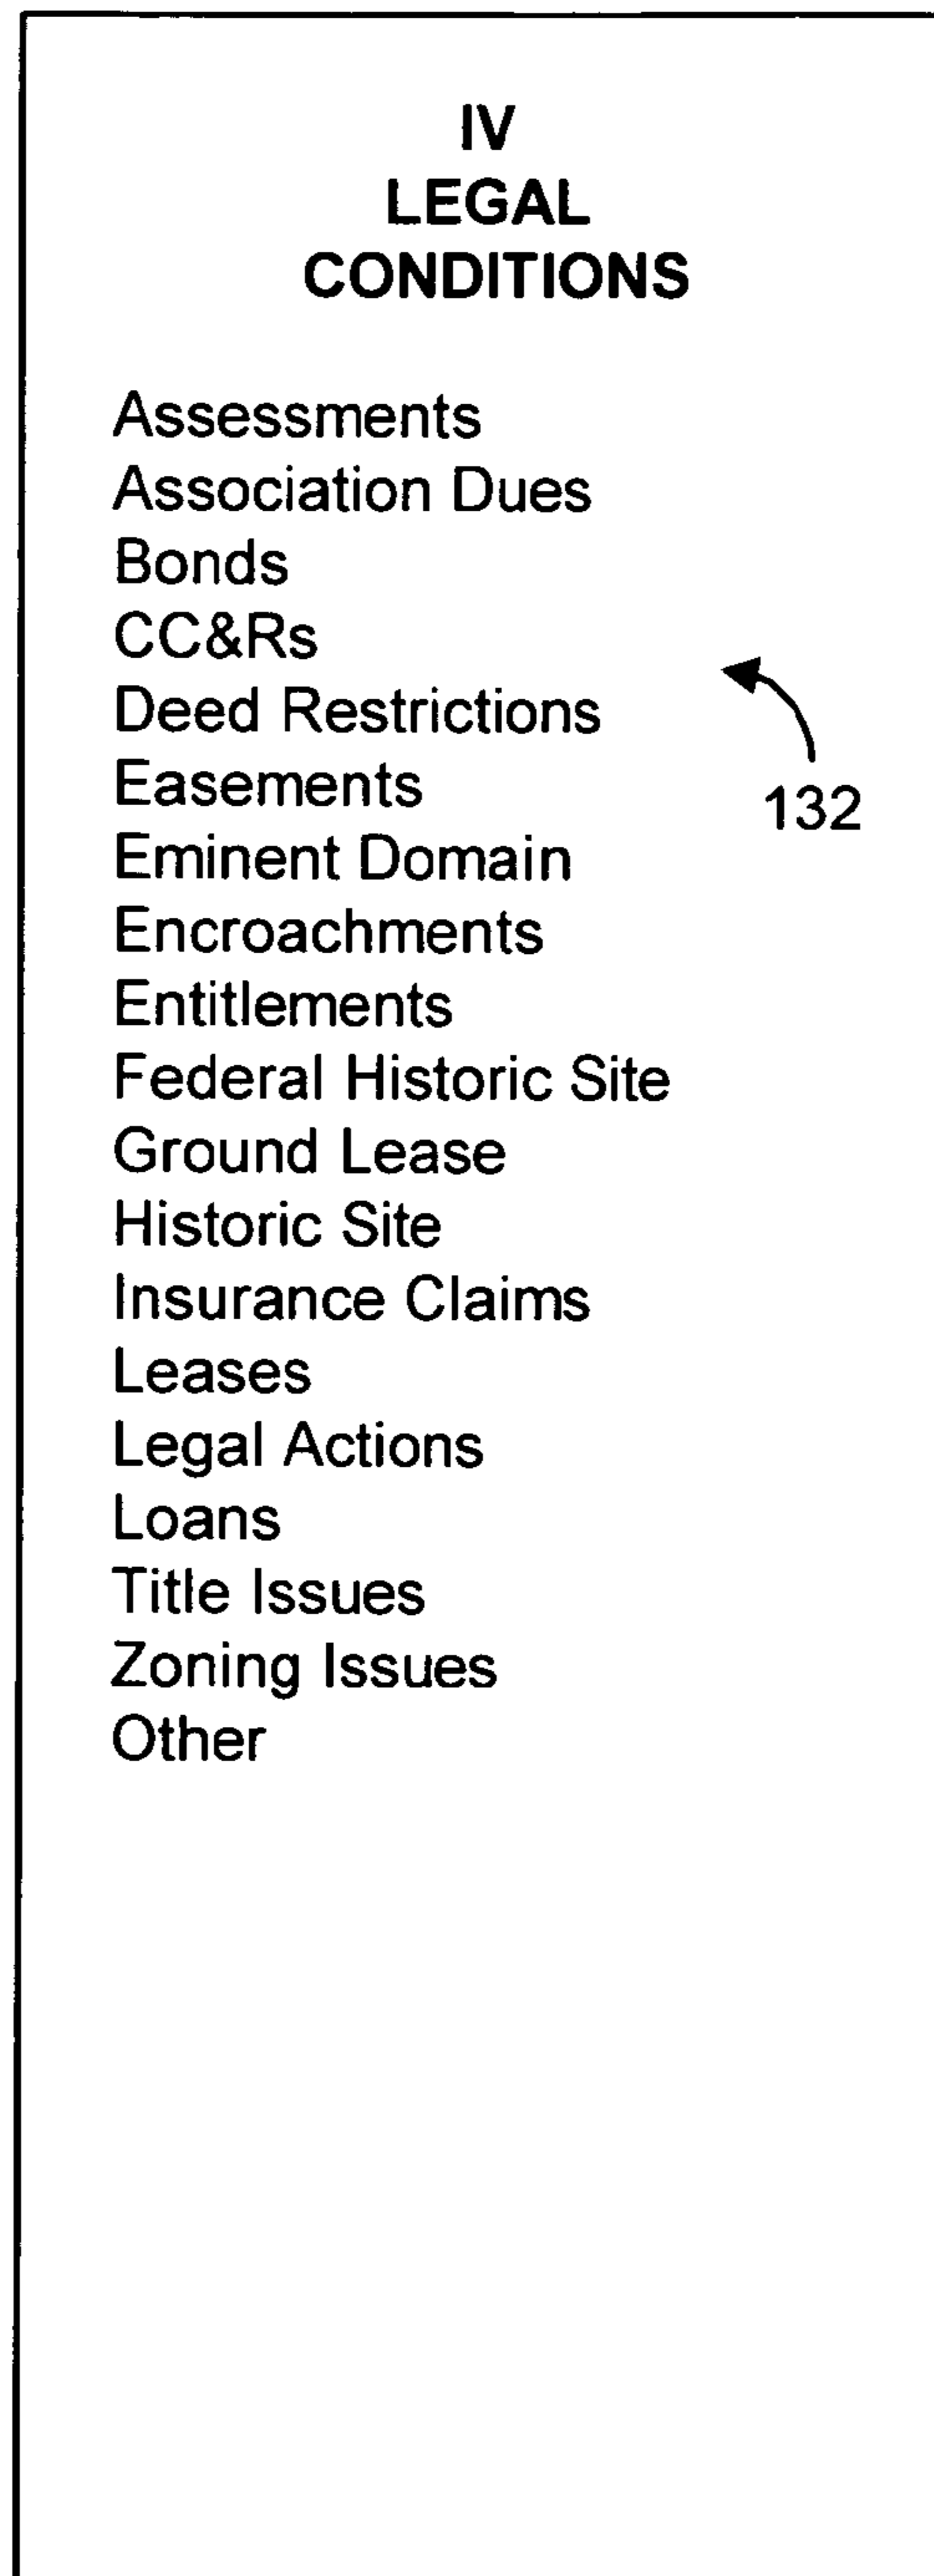 IV
LEGAL
CONDITIONS
Assessments
Association Dues
Bonds
CC&Rs
Deed Restrictions
Easements
132
Eminent Domain
Encroachments
Entitlements
Federal Historic Site
Ground Lease
Historic Site
Insurance Claims
Leases
Legal Actions
Loans
Title Issues
Zoning Issues
Other